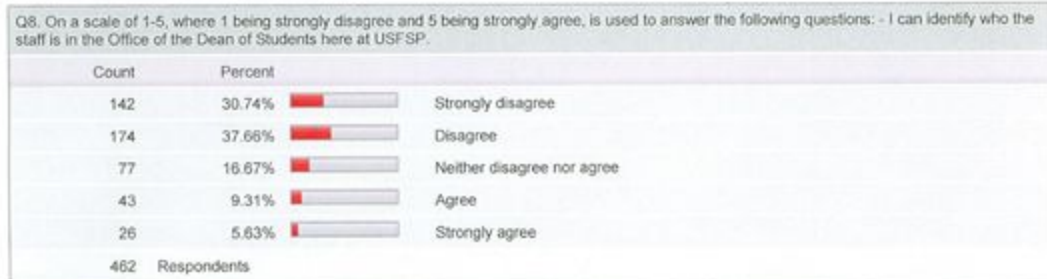 Q8. On a scale of 1-5, where 1 being strongly disagree and 5 being strongly agree, is used to answer the following questions: - I can identify who the
staff is in the Office of the Dean of Students here at USFSP.
Count Percent
142 30.74% Strongly disagree
174 37.66% Disagree
77 16.67% Neither disagree nor agree
43 9.31% Agree
26 5.63% Strongly agree
462 Respondents